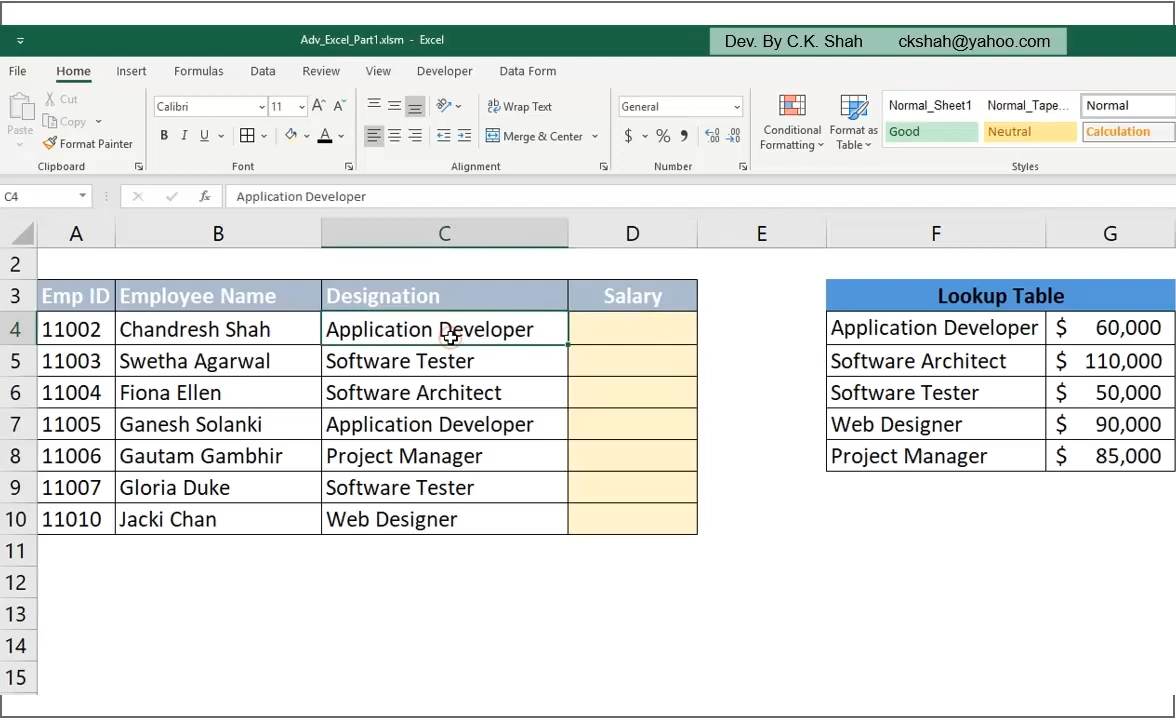 Adv_Excel_Part1.xlsm - Excel
Dev. By C.K. Shah ckshah@yahoo.com
File Home Insert Formulas Data Review View Developer Data Form
Paste
Cut
Copy
Format Painter
Clipboard
Calibri 11 A A
B I U A
Font
ab Wrap Text
Merge & Center
Alignment
General
$ %
Number
Conditional Formatting
Format as Table
Normal_Sheet1 Normal_Tape... Normal
Good Neutral Calculation
Styles
C4 fx Application Developer
A B C D E F G
2
3 Emp ID Employee Name Designation Salary Lookup Table
4 11002 Chandresh Shah Application Developer Application Developer $ 60,000
5 11003 Swetha Agarwal Software Tester Software Architect $ 110,000
6 11004 Fiona Ellen Software Architect Software Tester $ 50,000
7 11005 Ganesh Solanki Application Developer Web Designer $ 90,000
8 11006 Gautam Gambhir Project Manager Project Manager $ 85,000
9 11007 Gloria Duke Software Tester
10 11010 Jacki Chan Web Designer
11
12
13
14
15